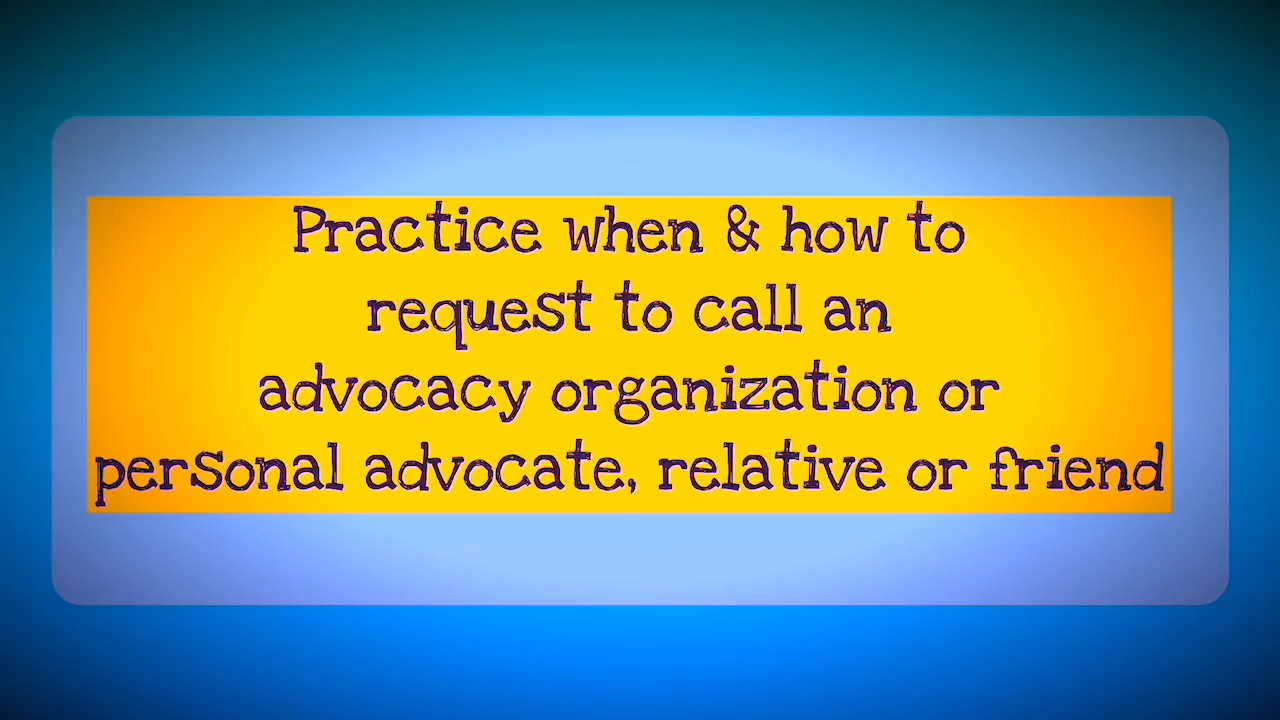 Practice when & how to
request to call an
advocacy organization or
personal advocate, relative or friend